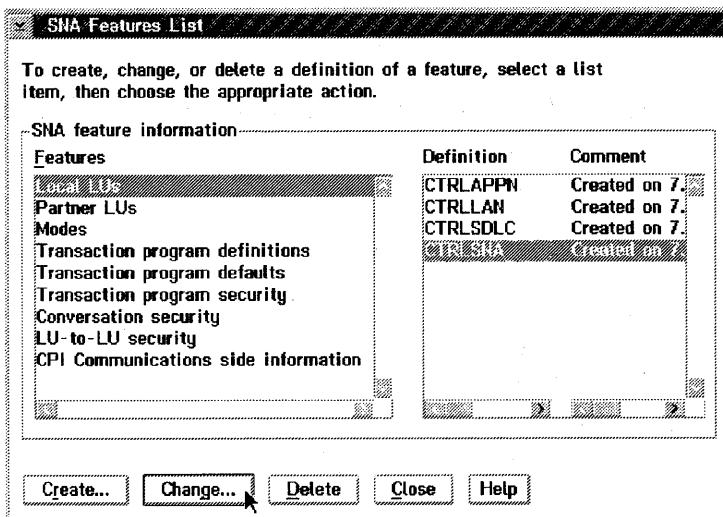 SNA Features List
To create, change, or delete a definition of a feature, select a list
item, then choose the appropriate action.
SNA feature information
Features
Definition Comment
Local LUs
Partner LUs
Modes
Transaction program definitions
Transaction program defaults
Transaction program security
Conversation security
LU-to-LU security
CPI Communications side information
CTRLAPPN Created on 7.
CTRLLAN Created on 7.
CTRLSDLC Created on 7.
CTRLSNA Created on 7.
Create... Change... Delete Close Help